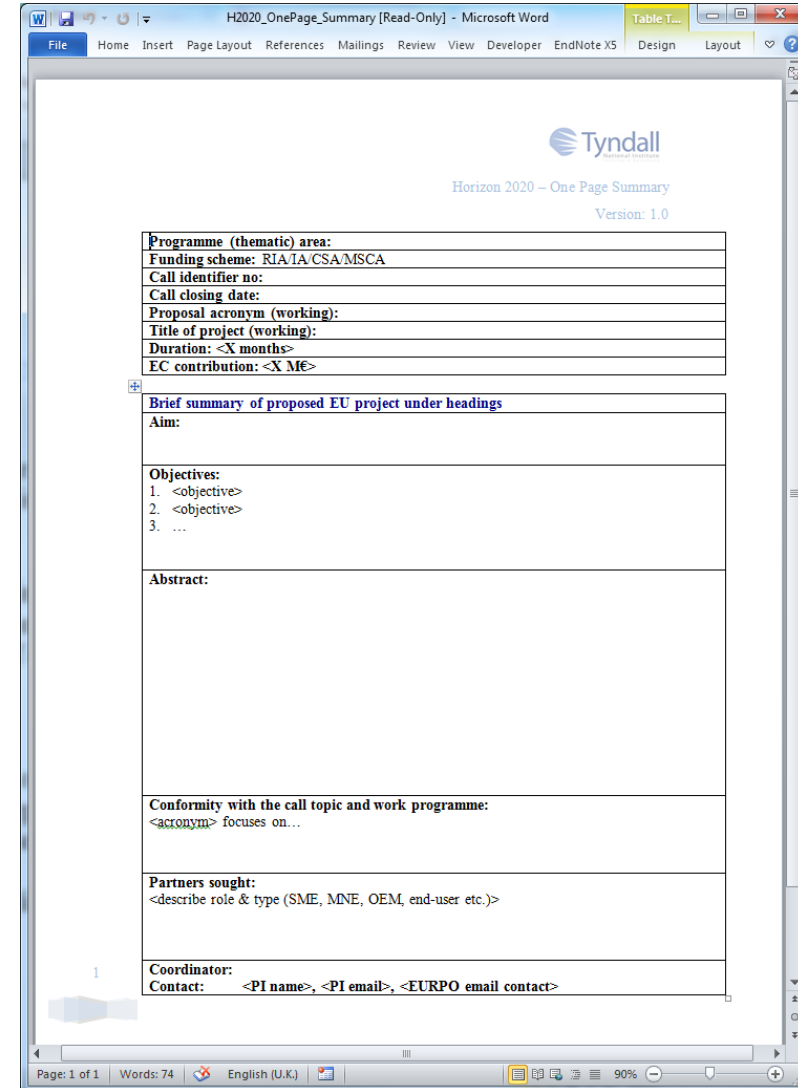 H2020_OnePage_Summary [Read-Only] - Microsoft Word
Table T...
File Home Insert Page Layout References Mailings Review View Developer EndNote X5 Design Layout
Tyndall
National Institute
Horizon 2020 – One Page Summary
Version: 1.0
Programme (thematic) area:
Funding scheme: RIA/IA/CSA/MSCA
Call identifier no:
Call closing date:
Proposal acronym (working):
Title of project (working):
Duration: <X months>
EC contribution: <X M€>
Brief summary of proposed EU project under headings
Aim:
Objectives:
1. <objective>
2. <objective>
3. …
Abstract:
Conformity with the call topic and work programme:
<acronym> focuses on…
Partners sought:
<describe role & type (SME, MNE, OEM, end-user etc.)>
1
Coordinator:
Contact: <PI name>, <PI email>, <EURPO email contact>
Page: 1 of 1 Words: 74 English (U.K.) 90%